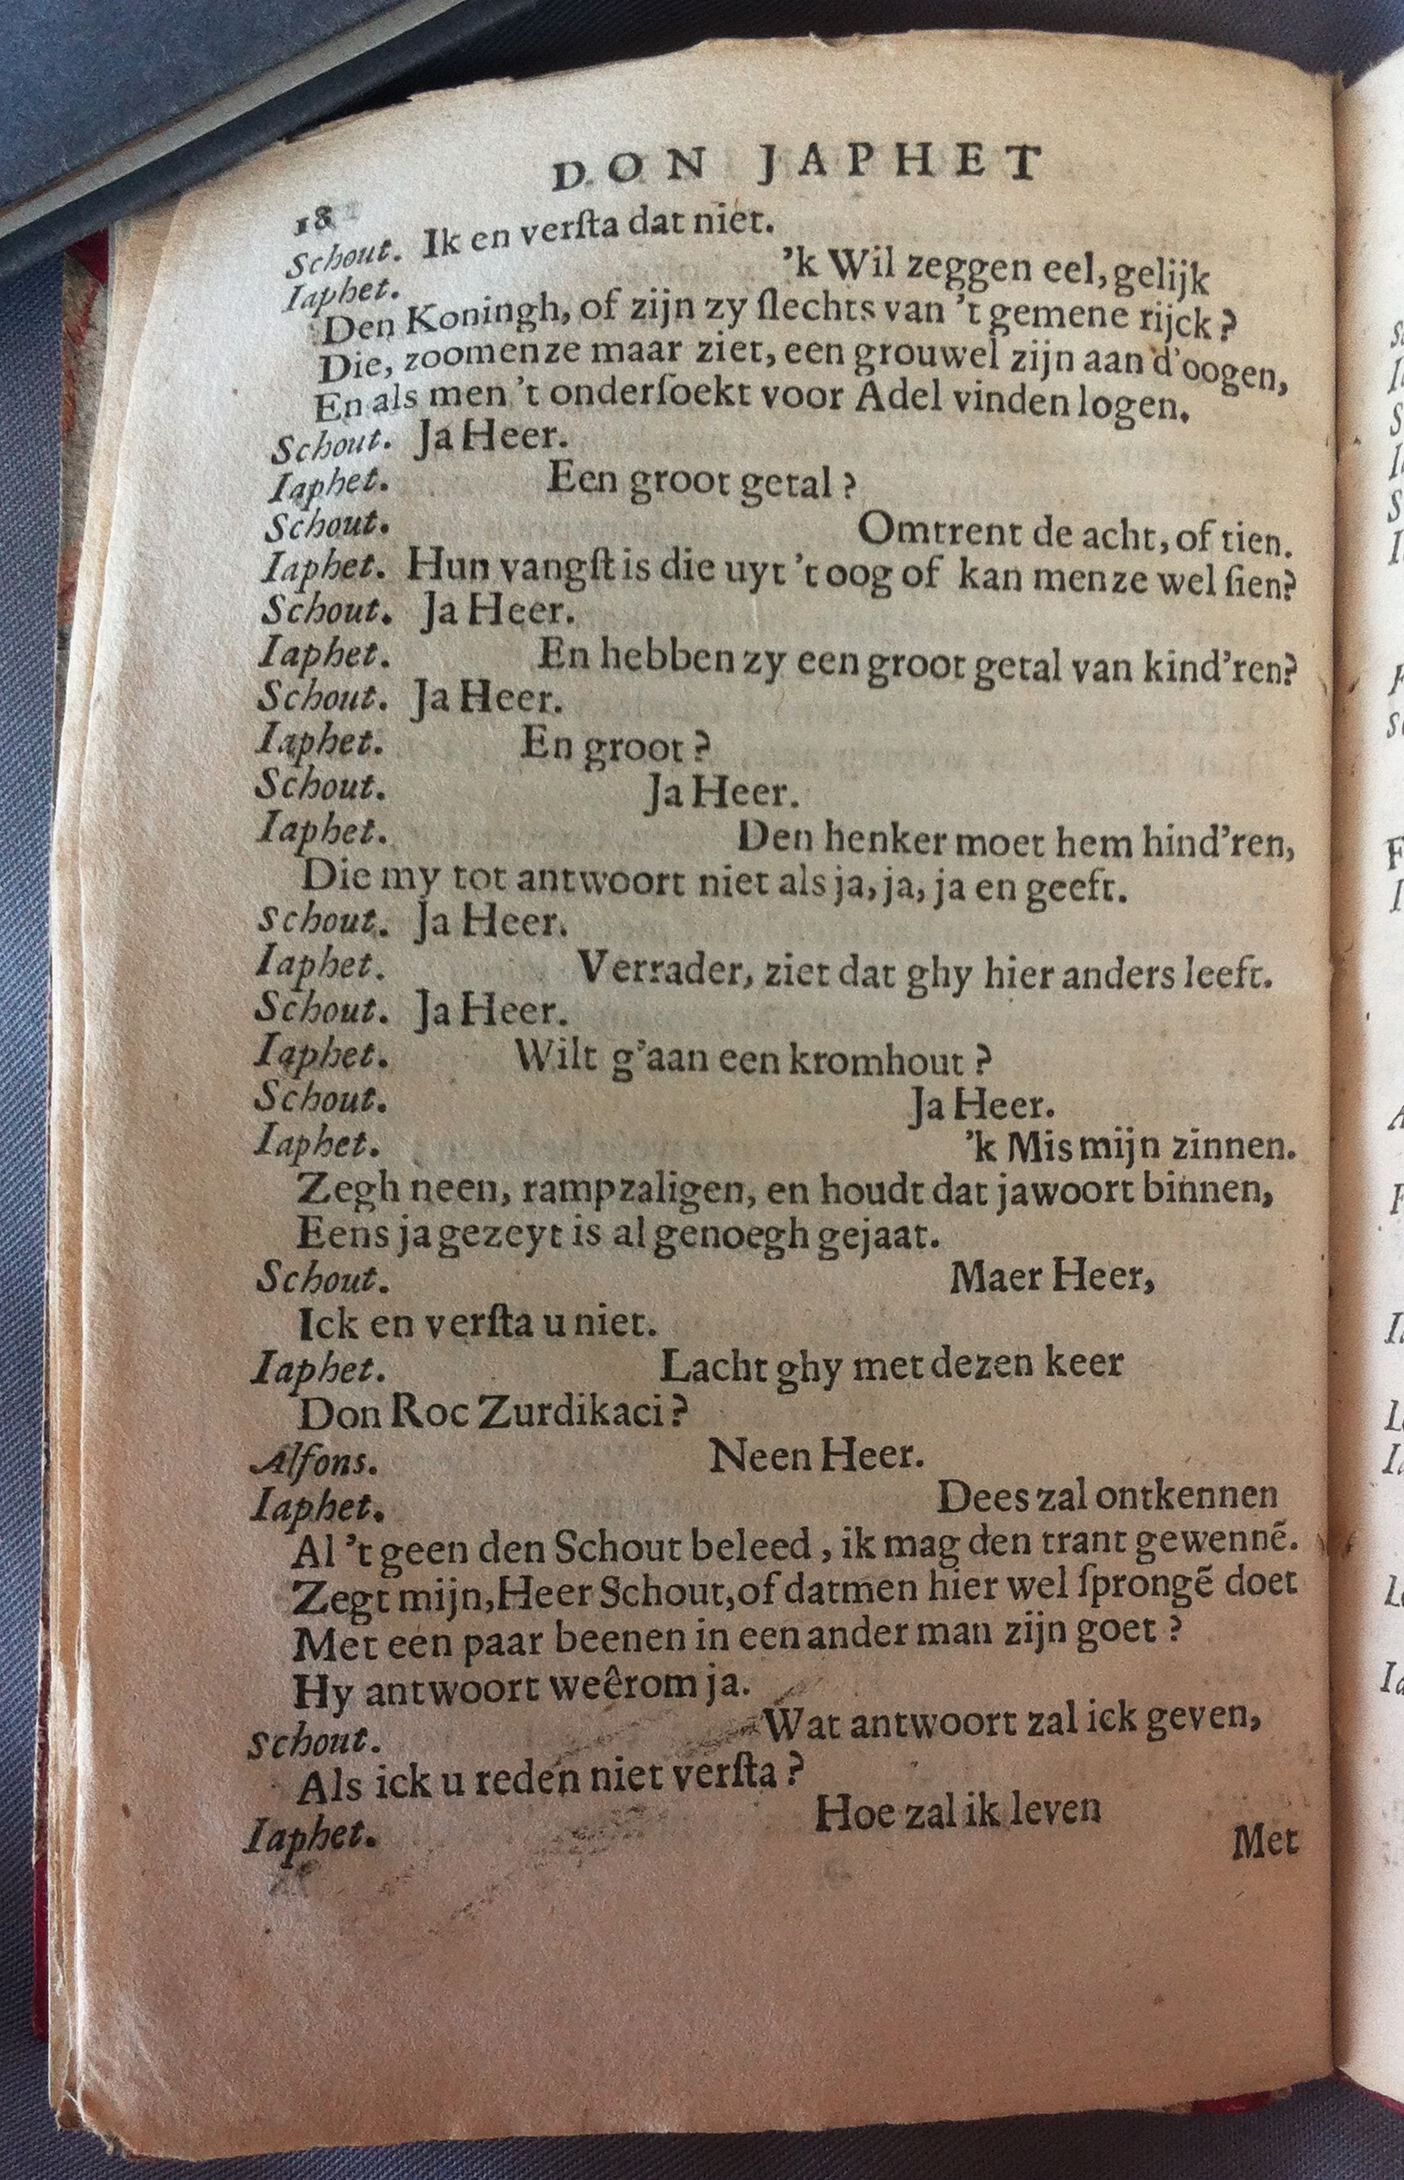 DON JAPHET
18
Schout. Ik en verſta dat niet.
Iaphet. 'k Wil zeggen eel, gelijk
Den Koningh, of zijn zy ſlechts van 't gemene rijck?
Die, zoomenze maar ziet, een grouwel zijn aan d'oogen,
En als men 't onderſoekt voor Adel vinden logen.
Schout. Ja Heer.
Iaphet. Een groot getal?
Schout. Omtrent de acht, of tien.
Iaphet. Hun vangſt is die uyt 't oog of kan menze wel ſien?
Schout. Ja Heer.
Iaphet. En hebben zy een groot getal van kind'ren?
Schout. Ja Heer.
Iaphet. En groot?
Schout. Ja Heer.
Iaphet. Den henker moet hem hind'ren,
Die my tot antwoort niet als ja, ja, ja en geeft.
Schout. Ja Heer.
Iaphet. Verrader, ziet dat ghy hier anders leeft.
Schout. Ja Heer.
Iaphet. Wilt g'aan een kromhout?
Schout. Ja Heer.
Iaphet. 'k Mis mijn zinnen.
Zegh neen, rampzaligen, en houdt dat jawoort binnen,
Eens ja gezeyt is al genoegh gejaat.
Schout. Maer Heer,
Ick en verſta u niet.
Iaphet. Lacht ghy met dezen keer
Don Roc Zurdikaci?
Alfons. Neen Heer.
Iaphet. Dees zal ontkennen
Al 't geen den Schout beleed, ik mag den trant gewennẽ.
Zegt mijn, Heer Schout, of datmen hier wel ſprongẽ doet
Met een paar beenen in een ander man zijn goet?
Hy antwoort weêrom ja.
Schout. Wat antwoort zal ick geven,
Als ick u reden niet verſta?
Iaphet. Hoe zal ik leven
Met